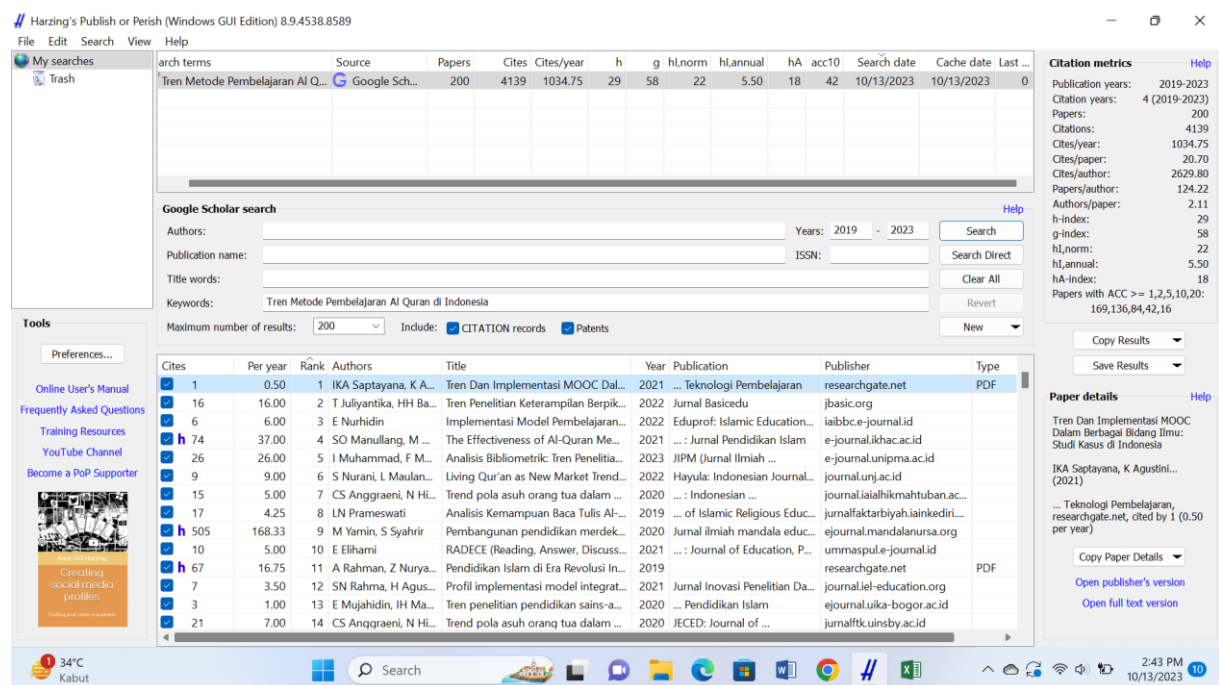 Harzing's Publish or Perish (Windows GUI Edition) 8.9.4538.8589
File Edit Search View Help
My searches
Trash
arch terms Source Papers Cites Cites/year h g hI,norm hI,annual hA acc10 Search date Cache date Last ...
Tren Metode Pembelajaran Al Q... Google Sch... 200 4139 1034.75 29 58 22 5.50 18 42 10/13/2023 10/13/2023 0
Google Scholar search Help
Authors: Years: 2019 - 2023 Search
Publication name: ISSN: Search Direct
Title words: Clear All
Keywords: Tren Metode Pembelajaran Al Quran di Indonesia Revert
Maximum number of results: 200 Include: CITATION records Patents New
Cites Per year Rank Authors Title Year Publication Publisher Type
1 0.50 1 IKA Saptayana, K A... Tren Dan Implementasi MOOC Dal... 2021 ... Teknologi Pembelajaran researchgate.net PDF
16 16.00 2 T Juliyantika, HH Ba... Tren Penelitian Keterampilan Berpik... 2022 Jurnal Basicedu jbasic.org
6 6.00 3 E Nurhidin Implementasi Model Pembelajaran... 2022 Eduprof: Islamic Education... iaibbc.e-journal.id
h 74 37.00 4 SO Manullang, M ... The Effectiveness of Al-Quran Me... 2021 ... : Jurnal Pendidikan Islam e-journal.ikhac.ac.id
26 26.00 5 I Muhammad, F M... Analisis Bibliometrik: Tren Penelitia... 2023 JIPM (Jurnal Ilmiah ... e-journal.unipma.ac.id
9 9.00 6 S Nurani, L Maulan... Living Qur'an as New Market Trend... 2022 Hayula: Indonesian Journal... journal.unj.ac.id
15 5.00 7 CS Anggraeni, N Hi... Trend pola asuh orang tua dalam ... 2020 ... : Indonesian ... journal.iaialhikmahtuban.ac...
17 4.25 8 LN Prameswati Analisis Kemampuan Baca Tulis Al-... 2019 ... of Islamic Religious Educ... jurnalfaktarbiyah.iainkediri....
h 505 168.33 9 M Yamin, S Syahrir Pembangunan pendidikan merdek... 2020 Jurnal ilmiah mandala educ... ejournal.mandalanursa.org
10 5.00 10 E Elihami RADECE (Reading, Answer, Discuss... 2021 ... : Journal of Education, P... ummaspul.e-journal.id
h 67 16.75 11 A Rahman, Z Nurya... Pendidikan Islam di Era Revolusi In... 2019 researchgate.net PDF
7 3.50 12 SN Rahma, H Agus... Profil implementasi model integrat... 2021 Jurnal Inovasi Penelitian Da... journal.iel-education.org
3 1.00 13 E Mujahidin, IH Ma... Tren penelitian pendidikan sains-a... 2020 ... Pendidikan Islam ejournal.uika-bogor.ac.id
21 7.00 14 CS Anggraeni, N Hi... Trend pola asuh orang tua dalam ... 2020 JECED: Journal of ... jurnalftk.uinsby.ac.id
Tools
Preferences...
Online User's Manual
Frequently Asked Questions
Training Resources
YouTube Channel
Become a PoP Supporter
Creating
social media
profiles
Citation metrics Help
Publication years: 2019-2023
Citation years: 4 (2019-2023)
Papers: 200
Citations: 4139
Cites/year: 1034.75
Cites/paper: 20.70
Cites/author: 2629.80
Papers/author: 124.22
Authors/paper: 2.11
h-index: 29
g-index: 58
hI,norm: 22
hI,annual: 5.50
hA-index: 18
Papers with ACC >= 1,2,5,10,20:
169,136,84,42,16
Copy Results
Save Results
Paper details Help
Tren Dan Implementasi MOOC
Dalam Berbagai Bidang Ilmu:
Studi Kasus di Indonesia
IKA Saptayana, K Agustini...
(2021)
... Teknologi Pembelajaran,
researchgate.net, cited by 1 (0.50
per year)
Copy Paper Details
Open publisher's version
Open full text version
1
34°C
Kabut
Search
2:43 PM
10/13/2023
10